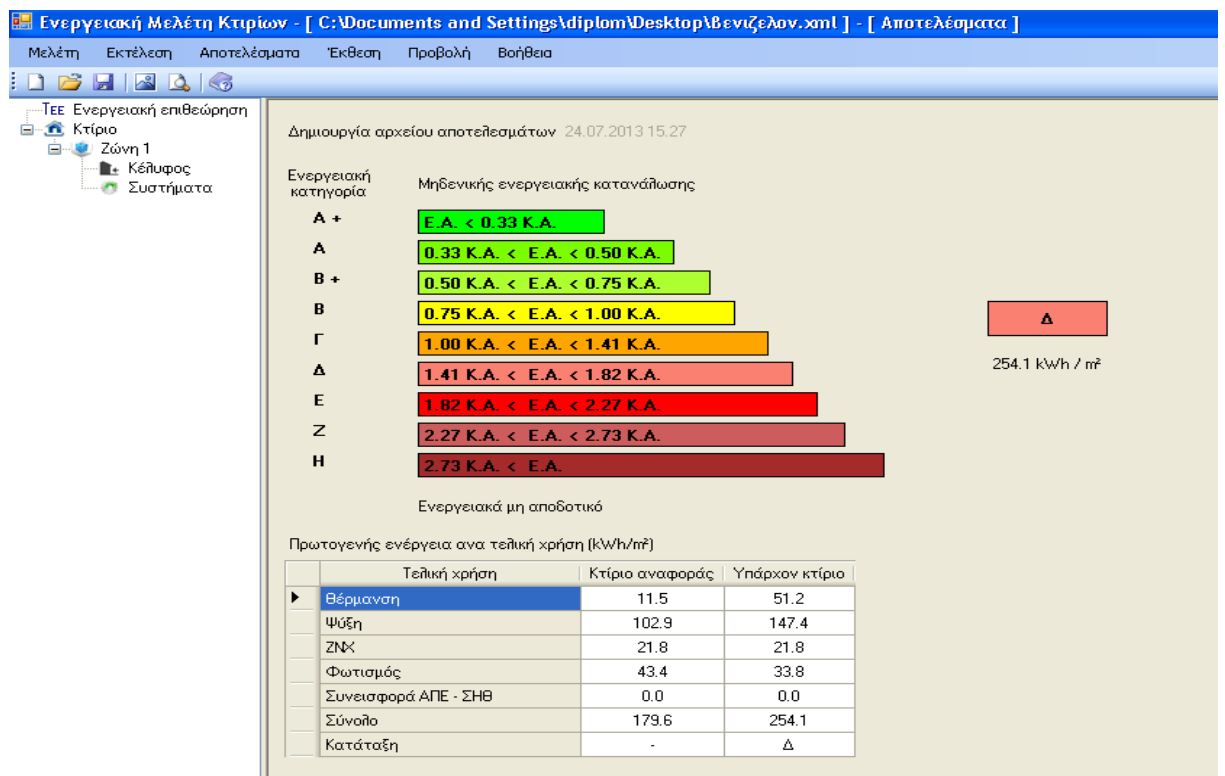 Ενεργειακή Μελέτη Κτιρίων - [ C:\Documents and Settings\diplom\Desktop\Βενιζελον.xml ] - [ Αποτελέσματα ]
Μελέτη Εκτέλεση Αποτελέσματα Έκθεση Προβολή Βοήθεια
ΤΕΕ Ενεργειακή επιθεώρηση
Κτίριο
Ζώνη 1
Κέλυφος
Συστήματα
Δημιουργία αρχείου αποτελεσμάτων 24.07.2013 15.27
Ενεργειακή κατηγορία
Μηδενικής ενεργειακής κατανάλωσης
Α + Ε.Α. < 0.33 Κ.Α.
Α 0.33 Κ.Α. < Ε.Α. < 0.50 Κ.Α.
Β + 0.50 Κ.Α. < Ε.Α. < 0.75 Κ.Α.
Β 0.75 Κ.Α. < Ε.Α. < 1.00 Κ.Α.
Γ 1.00 Κ.Α. < Ε.Α. < 1.41 Κ.Α.
Δ 1.41 Κ.Α. < Ε.Α. < 1.82 Κ.Α.
Ε 1.82 Κ.Α. < Ε.Α. < 2.27 Κ.Α.
Ζ 2.27 Κ.Α. < Ε.Α. < 2.73 Κ.Α.
Η 2.73 Κ.Α. < Ε.Α.
Ενεργειακά μη αποδοτικό
Δ
254.1 kWh / m²
Πρωτογενής ενέργεια ανα τελική χρήση (kWh/m²)
Τελική χρήση Κτίριο αναφοράς Υπάρχον κτίριο
Θέρμανση 11.5 51.2
Ψύξη 102.9 147.4
ΖΝΧ 21.8 21.8
Φωτισμός 43.4 33.8
Συνεισφορά ΑΠΕ - ΣΗΘ 0.0 0.0
Σύνολο 179.6 254.1
Κατάταξη - Δ